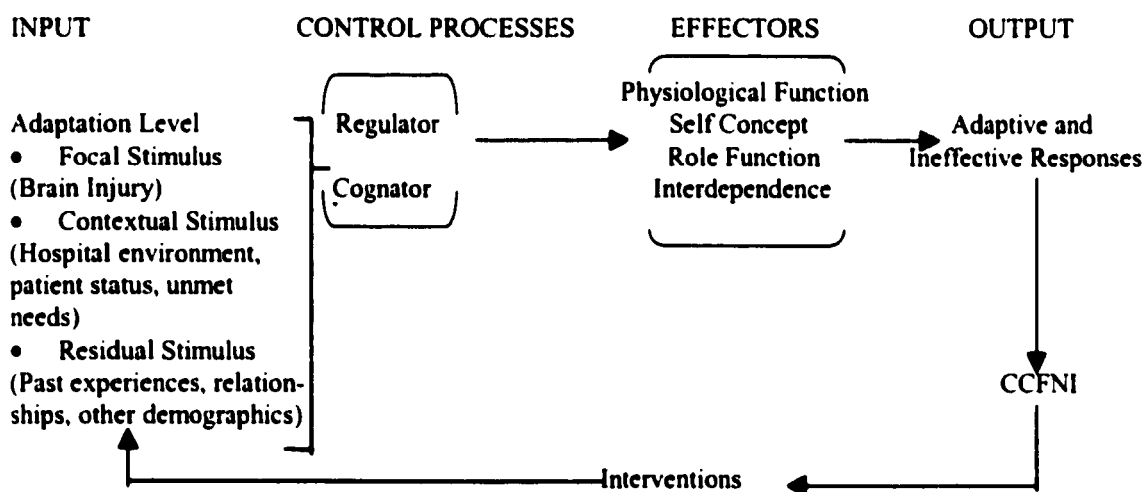 INPUT
CONTROL PROCESSES
EFFECTORS
OUTPUT
Adaptation Level
• Focal Stimulus
(Brain Injury)
• Contextual Stimulus
(Hospital environment,
patient status, unmet
needs)
• Residual Stimulus
(Past experiences, relation-
ships, other demographics)
Regulator
Cognator
Physiological Function
Self Concept
Role Function
Interdependence
Adaptive and
Ineffective Responses
CCFNI
Interventions